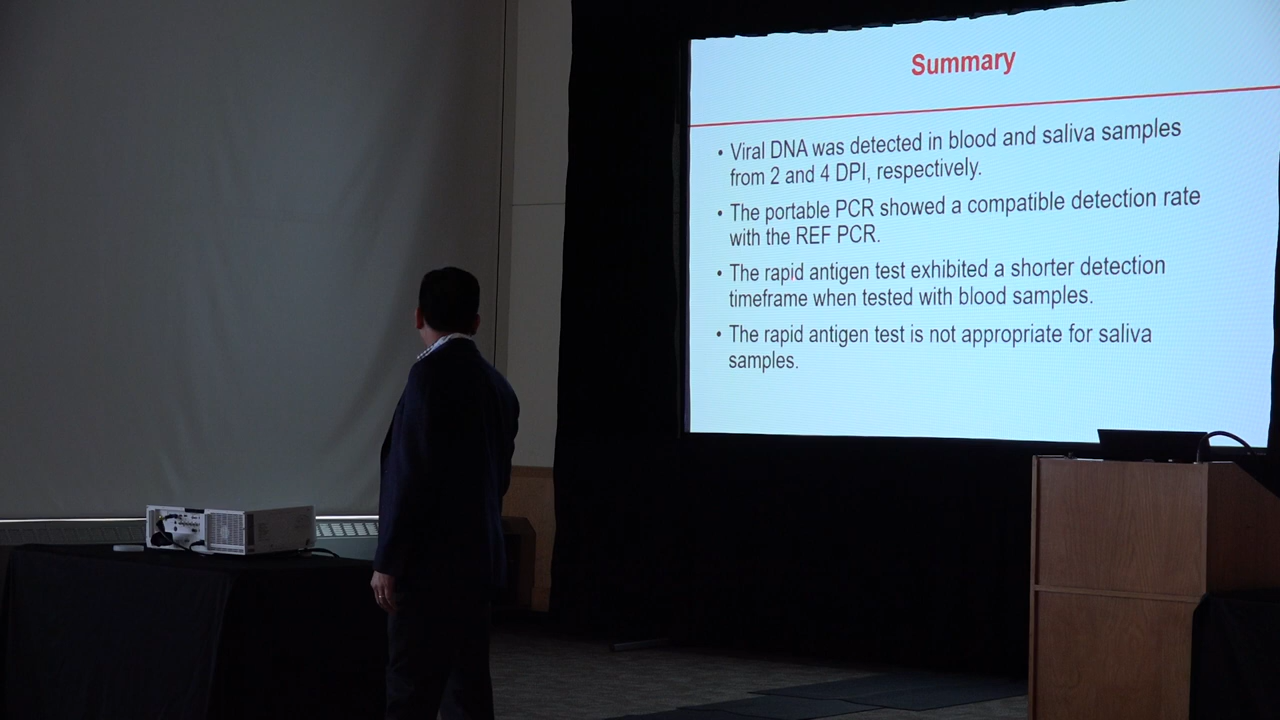 Summary
• Viral DNA was detected in blood and saliva samples
from 2 and 4 DPI, respectively.
• The portable PCR showed a compatible detection rate
with the REF PCR.
• The rapid antigen test exhibited a shorter detection
timeframe when tested with blood samples.
• The rapid antigen test is not appropriate for saliva
samples.